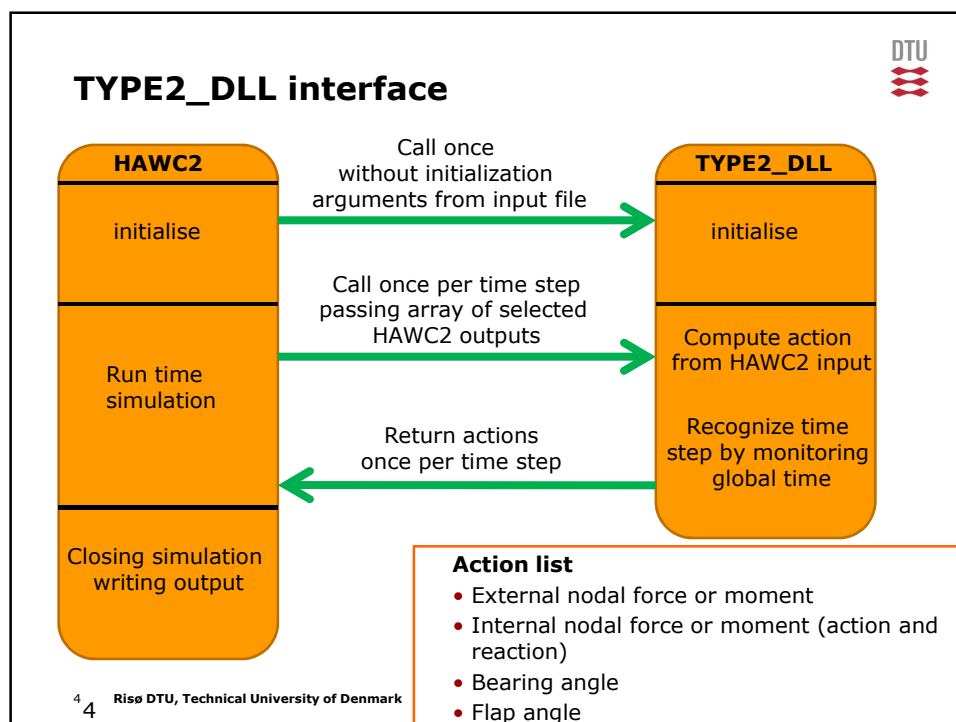 DTU
TYPE2_DLL interface
HAWC2
initialise
Run time
simulation
Closing simulation
writing output
Call once
without initialization
arguments from input file
Call once per time step
passing array of selected
HAWC2 outputs
Return actions
once per time step
TYPE2_DLL
initialise
Compute action
from HAWC2 input
Recognize time
step by monitoring
global time
Action list
• External nodal force or moment
• Internal nodal force or moment (action and
reaction)
• Bearing angle
• Flap angle
4
4 Risø DTU, Technical University of Denmark